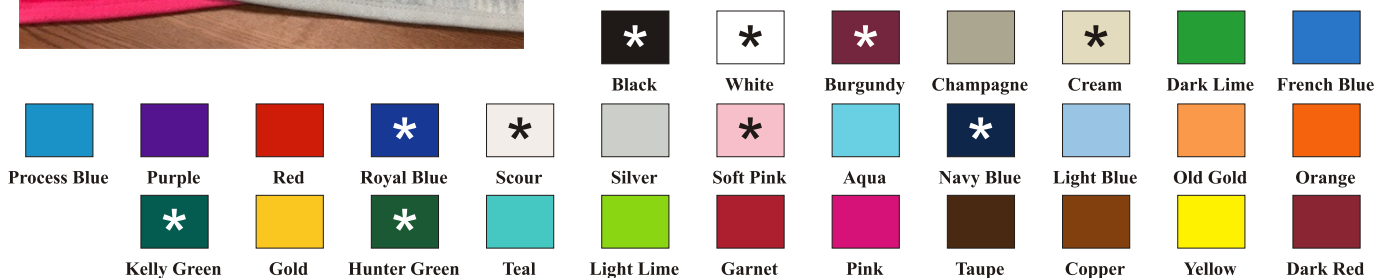 * * * *
Black White Burgundy Champagne Cream Dark Lime French Blue
* * * *
Process Blue Purple Red Royal Blue Scour Silver Soft Pink Aqua Navy Blue Light Blue Old Gold Orange
* *
Kelly Green Gold Hunter Green Teal Light Lime Garnet Pink Taupe Copper Yellow Dark Red